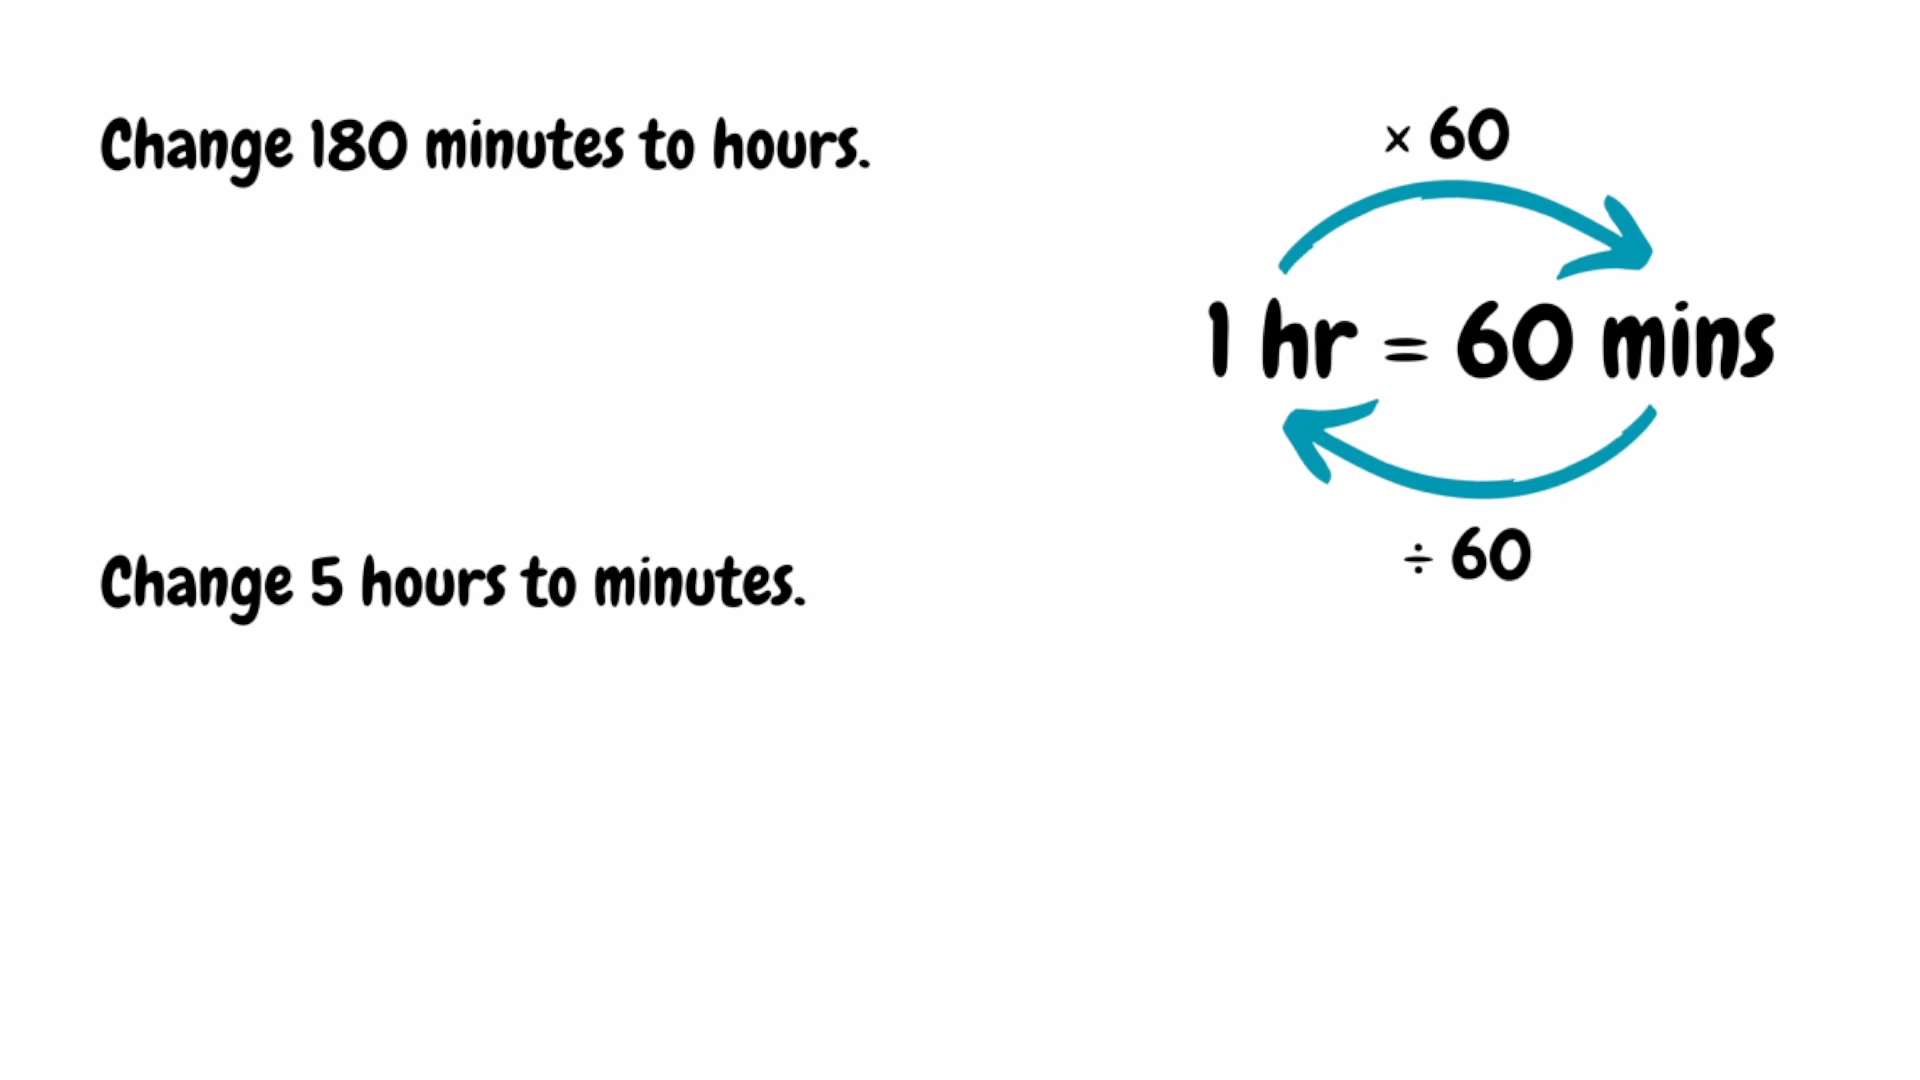 Change 180 minutes to hours.
× 60
1 hr = 60 mins
÷ 60
Change 5 hours to minutes.